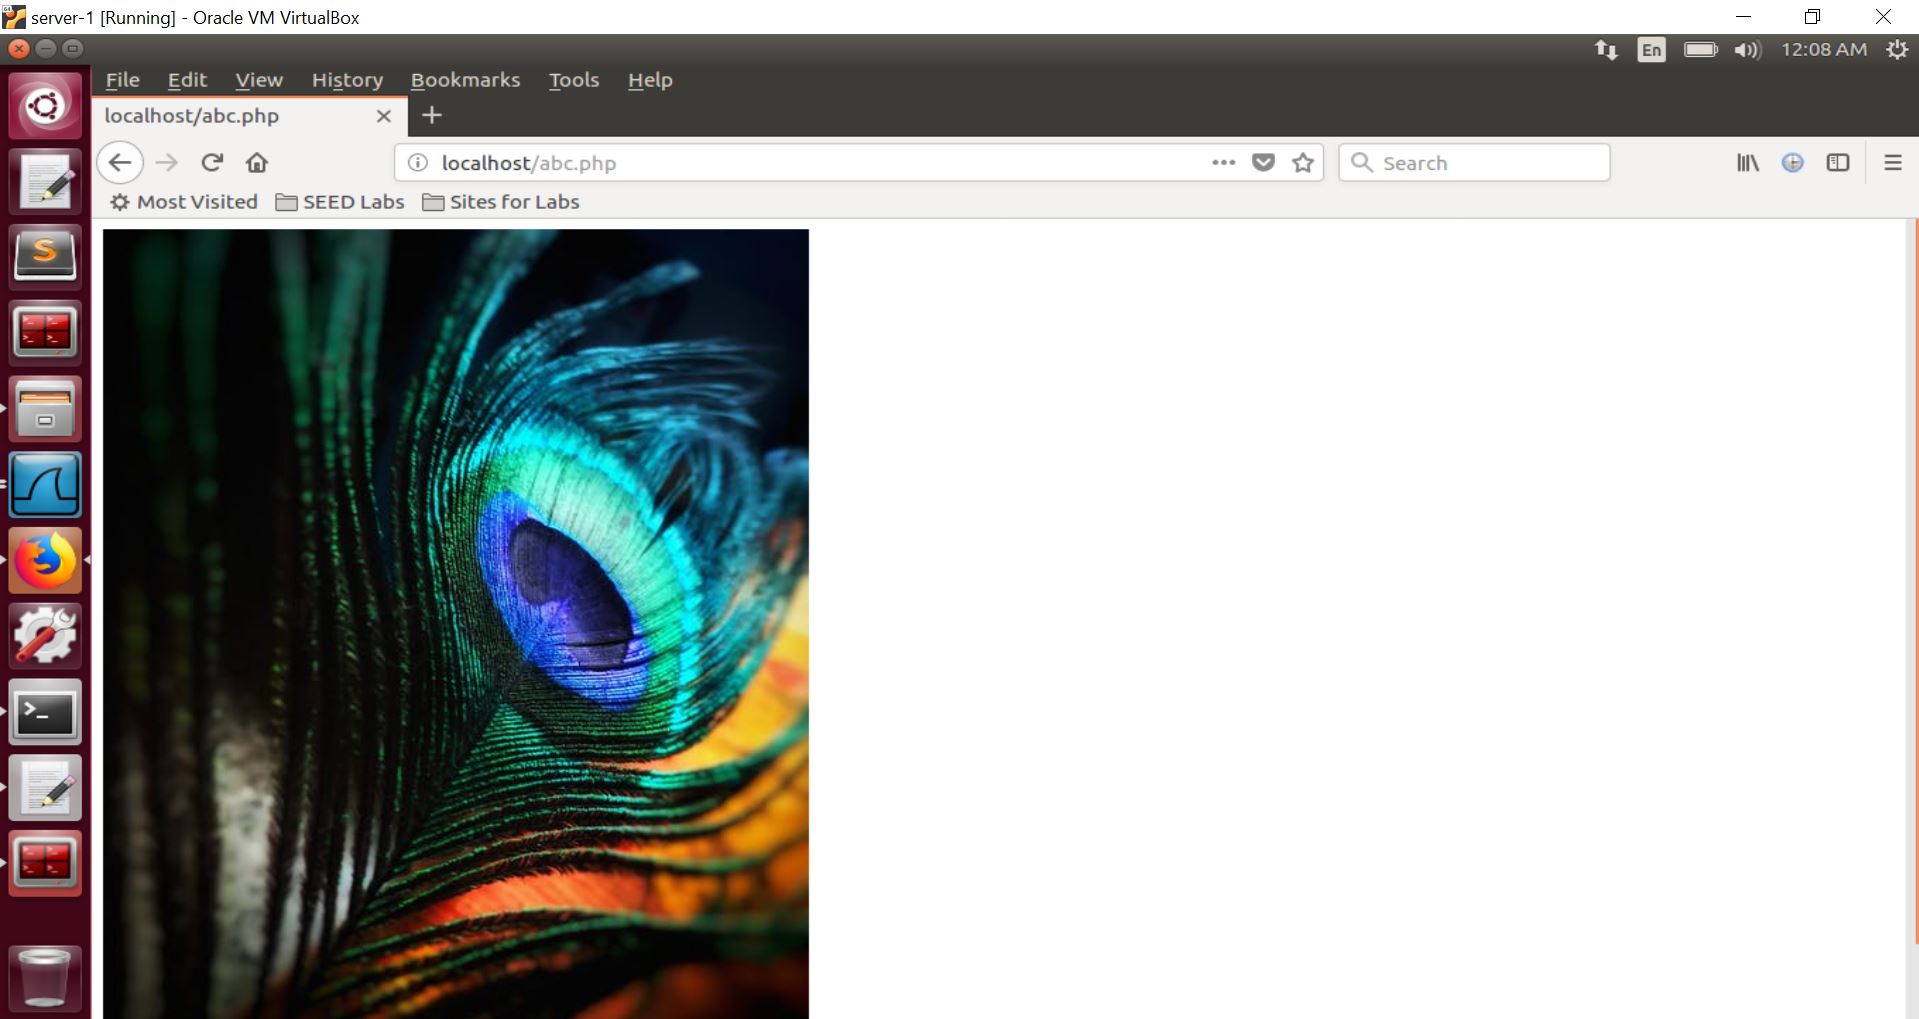 server-1 [Running] - Oracle VM VirtualBox
En 12:08 AM
File Edit View History Bookmarks Tools Help
localhost/abc.php
localhost/abc.php Search
Most Visited SEED Labs Sites for Labs